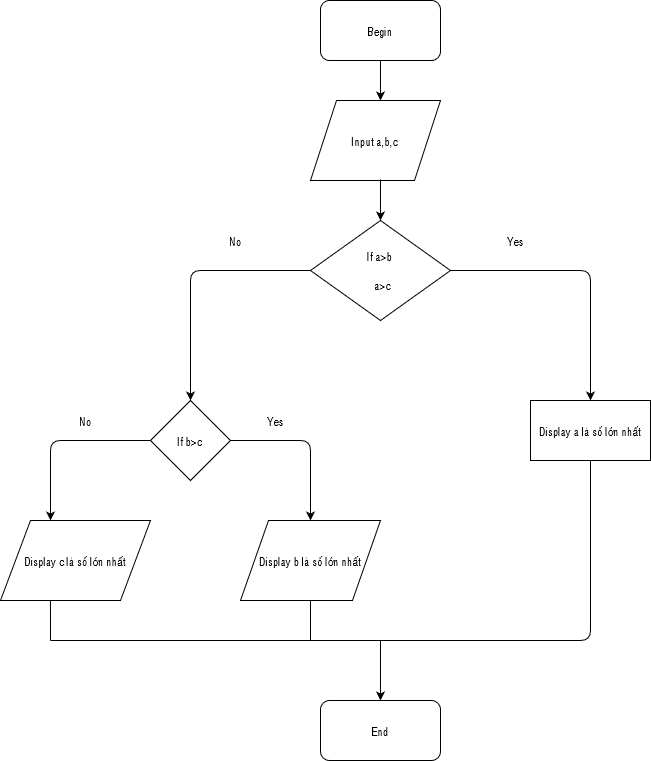 Begin
Input a,b,c
If a>b
a>c
No
Yes
No
If b>c
Yes
Display a là số lớn nhất
Display c là số lớn nhất
Display b là số lớn nhất
End